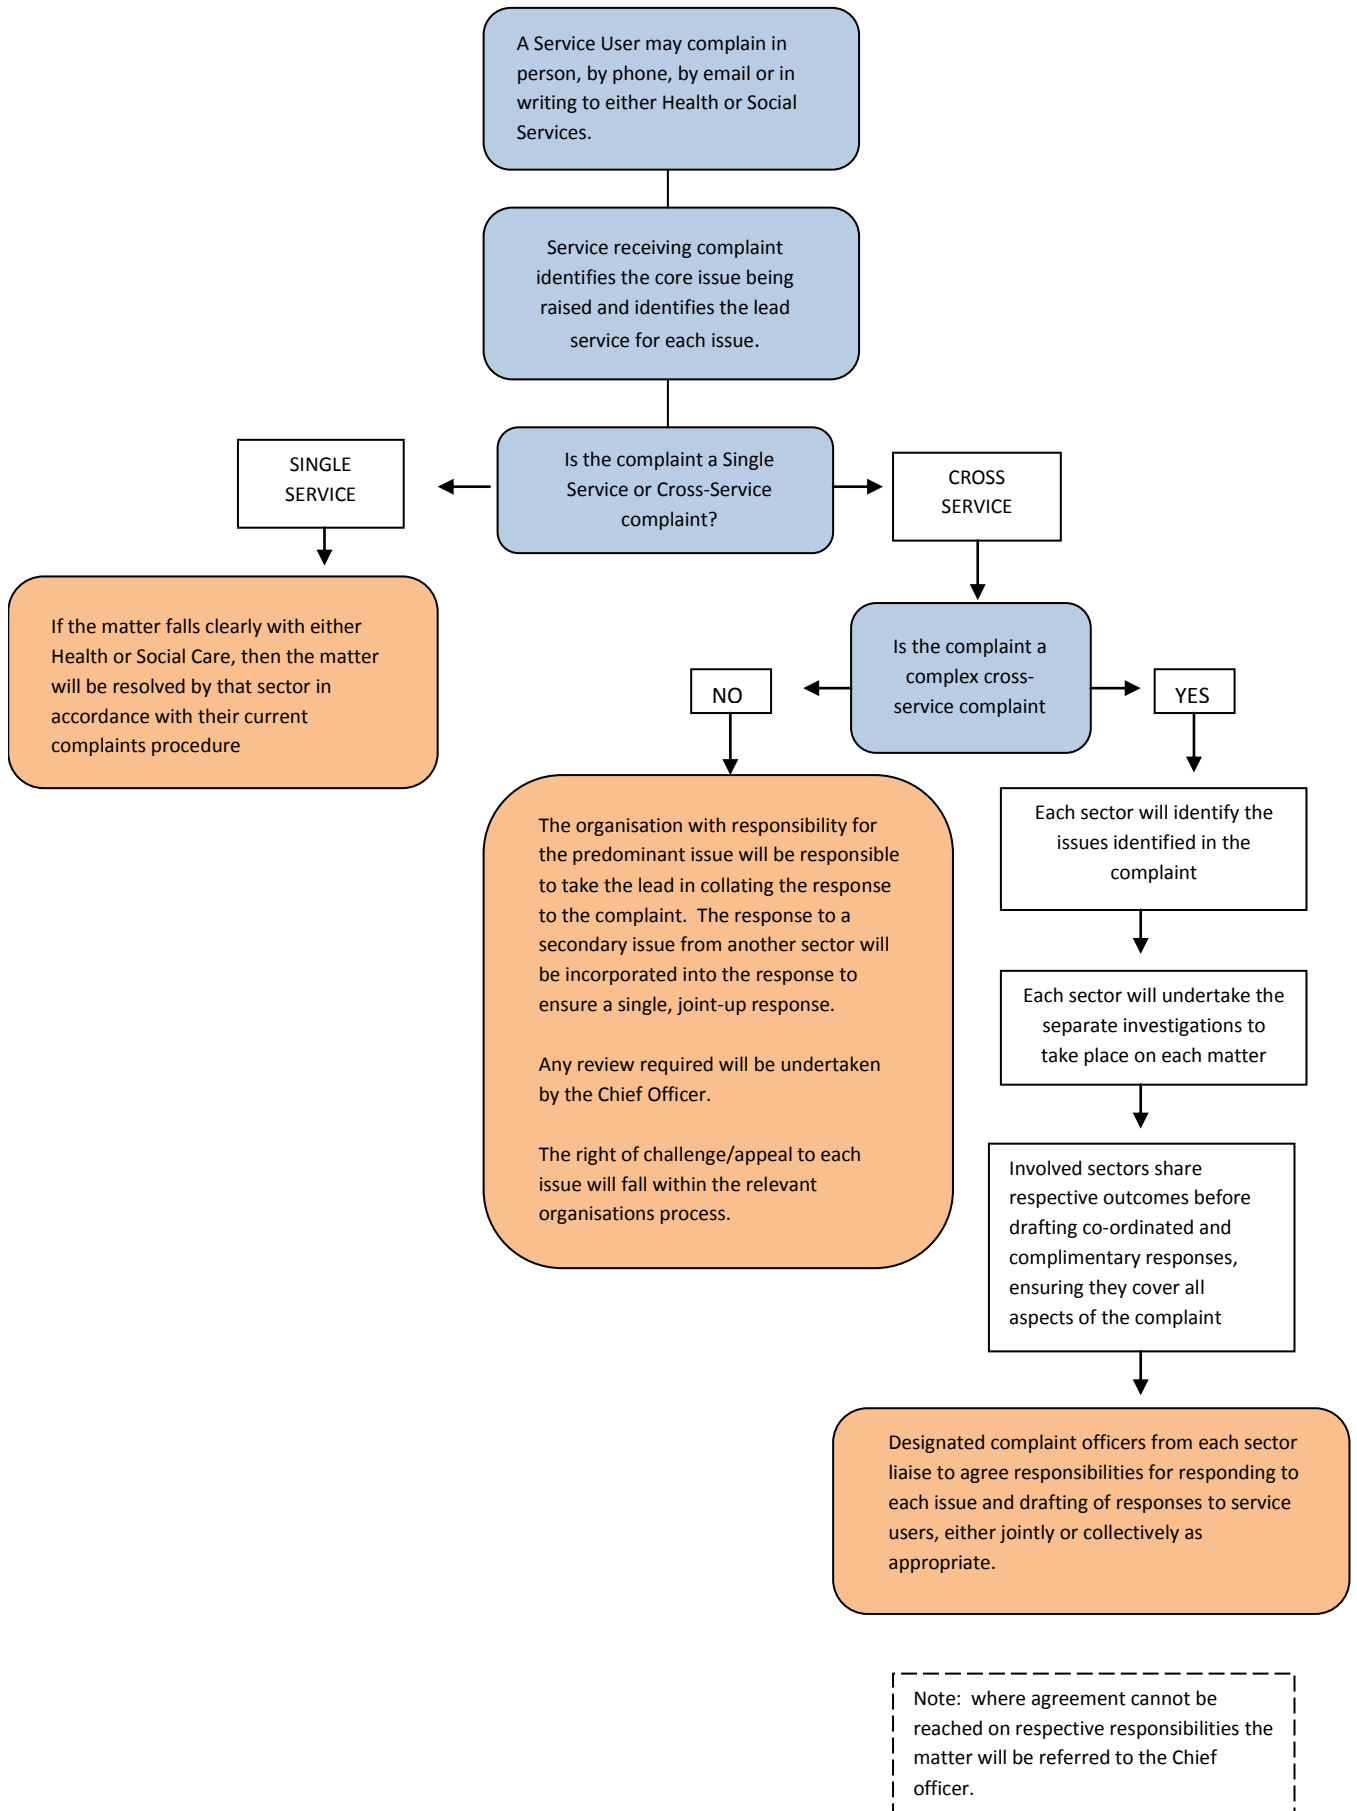 A Service User may complain in
person, by phone, by email or in
writing to either Health or Social
Services.
Service receiving complaint
identifies the core issue being
raised and identifies the lead
service for each issue.
Is the complaint a Single
Service or Cross-Service
complaint?
SINGLE
SERVICE
CROSS
SERVICE
If the matter falls clearly with either
Health or Social Care, then the matter
will be resolved by that sector in
accordance with their current
complaints procedure
Is the complaint a
complex cross-
service complaint
NO
YES
The organisation with responsibility for
the predominant issue will be responsible
to take the lead in collating the response
to the complaint.  The response to a
secondary issue from another sector will
be incorporated into the response to
ensure a single, joint-up response.
Any review required will be undertaken
by the Chief Officer.
The right of challenge/appeal to each
issue will fall within the relevant
organisations process.
Each sector will identify the
issues identified in the
complaint
Each sector will undertake the
separate investigations to
take place on each matter
Involved sectors share
respective outcomes before
drafting co-ordinated and
complimentary responses,
ensuring they cover all
aspects of the complaint
Designated complaint officers from each sector
liaise to agree responsibilities for responding to
each issue and drafting of responses to service
users, either jointly or collectively as
appropriate.
Note:  where agreement cannot be
reached on respective responsibilities the
matter will be referred to the Chief
officer.